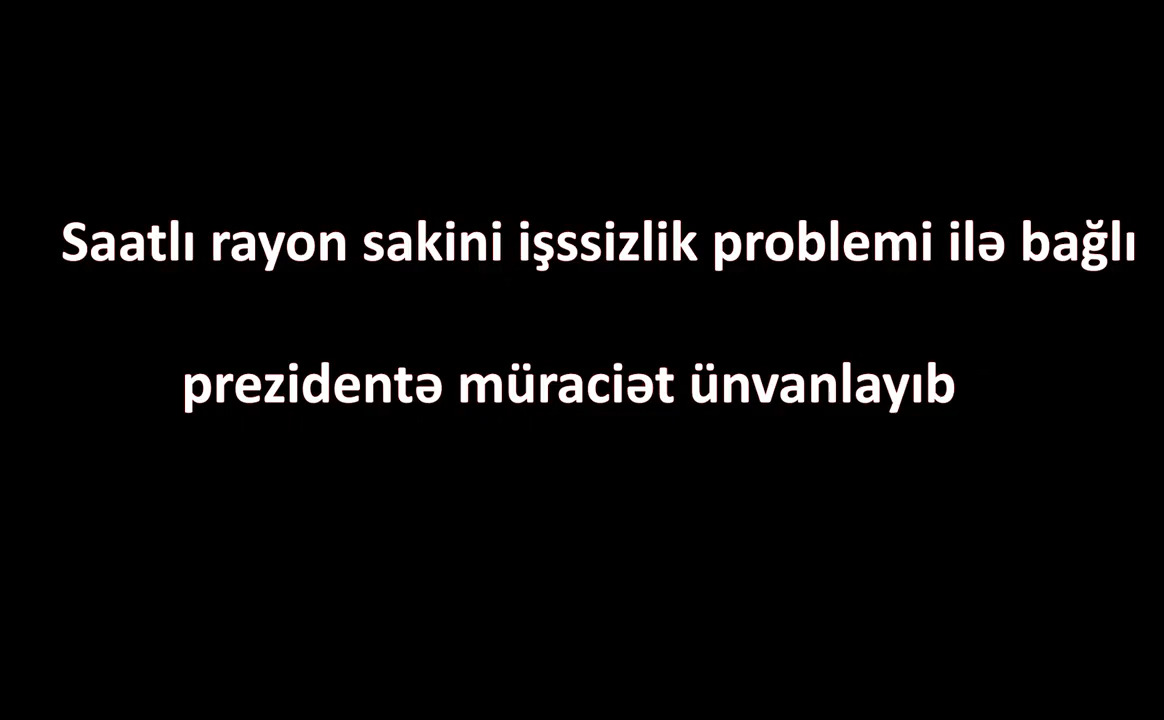 Saatlı rayon sakini işssizlik problemi ilə bağlı
prezidentə müraciət ünvanlayıb